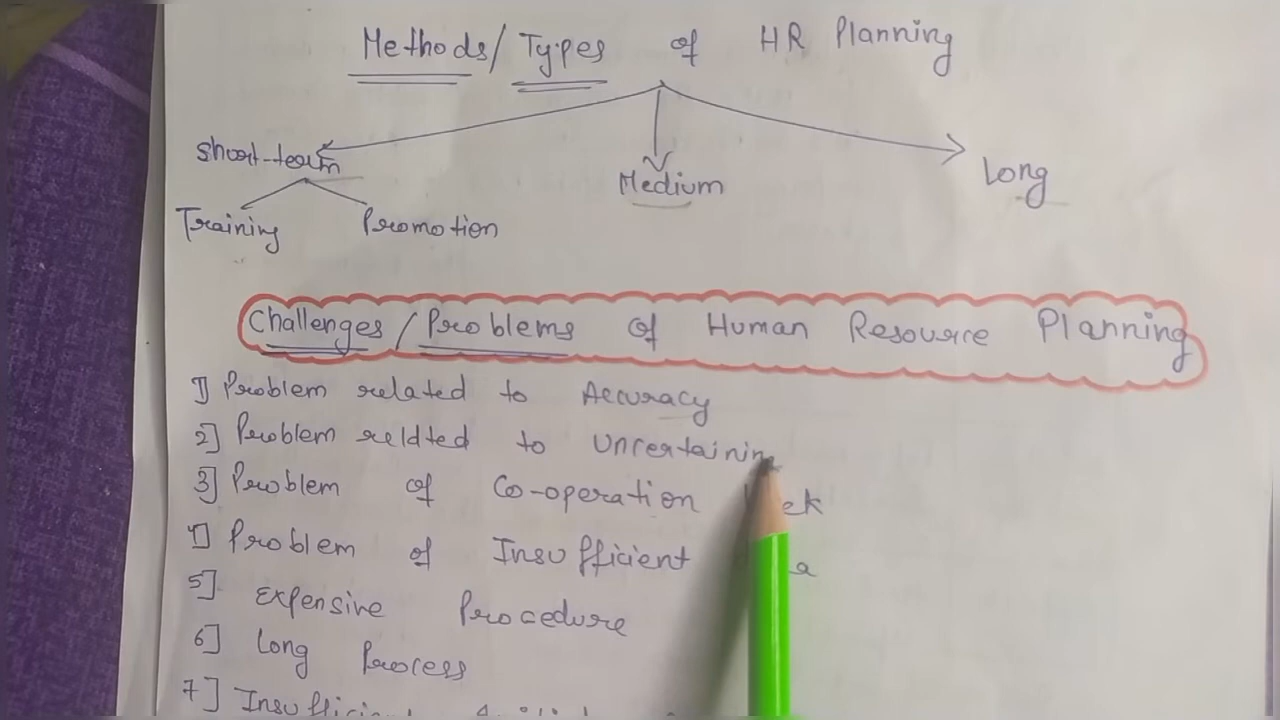 Methods/Types of HR Planning
Short-term
Medium
Long
Training Promotion
Challenges/Problems of Human Resource Planning
1] Problem related to Accuracy
2] Problem reldted to
3] Problem of Co-operation
4] Problem of Insufficient
5] Expensive Procedure
6] Long Process
7]